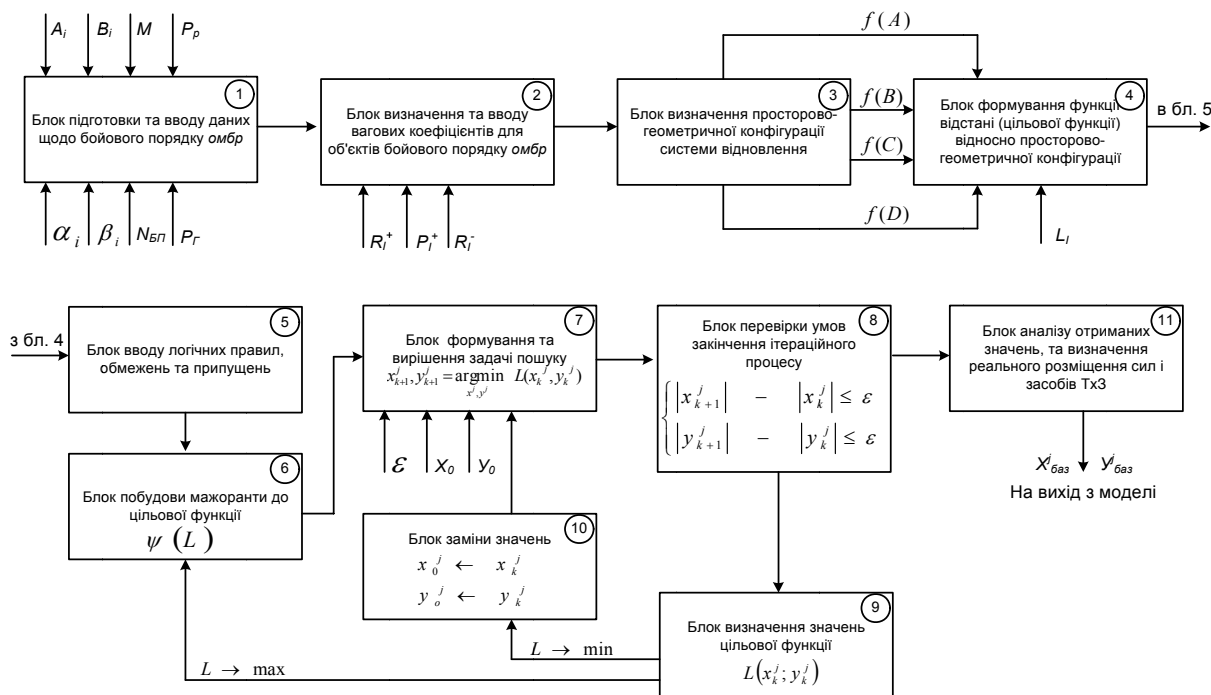 A_i B_i M P_p
1
Блок підготовки та вводу даних
щодо бойового порядку омбр
α_i β_i N_БП P_Г
2
Блок визначення та вводу
вагових коефіцієнтів для
об'єктів бойового порядку омбр
R_I^+ P_I^+ R_I^-
3
Блок визначення просторово-
геометричної конфігурації
системи відновлення
f(A)
f(B)
f(C)
f(D)
4
Блок формування функції
відстані (цільової функції)
відносно просторово-
геометричної конфігурації
L_I
в бл. 5
з бл. 4
5
Блок вводу логічних правил,
обмежень та припущень
6
Блок побудови мажоранти до
цільової функції
ψ (L)
7
Блок формування та
вирішення задачі пошуку
x_{k+1}^j, y_{k+1}^j = argmin L(x_k^j, y_k^j)
x^j, y^j
ε X_0 У_0
8
Блок перевірки умов
закінчення ітераційного
процесу
|x_{k+1}^j| − |x_k^j| ≤ ε
|y_{k+1}^j| − |y_k^j| ≤ ε
11
Блок аналізу отриманих
значень, та визначення
реального розміщення сил і
засобів ТхЗ
X_баз^j У_баз^j
На вихід з моделі
10
Блок заміни значень
x_0^j ← x_k^j
y_o^j ← y_k^j
9
Блок визначення значень
цільової функції
L(x_k^j; y_k^j)
L → min
L → max